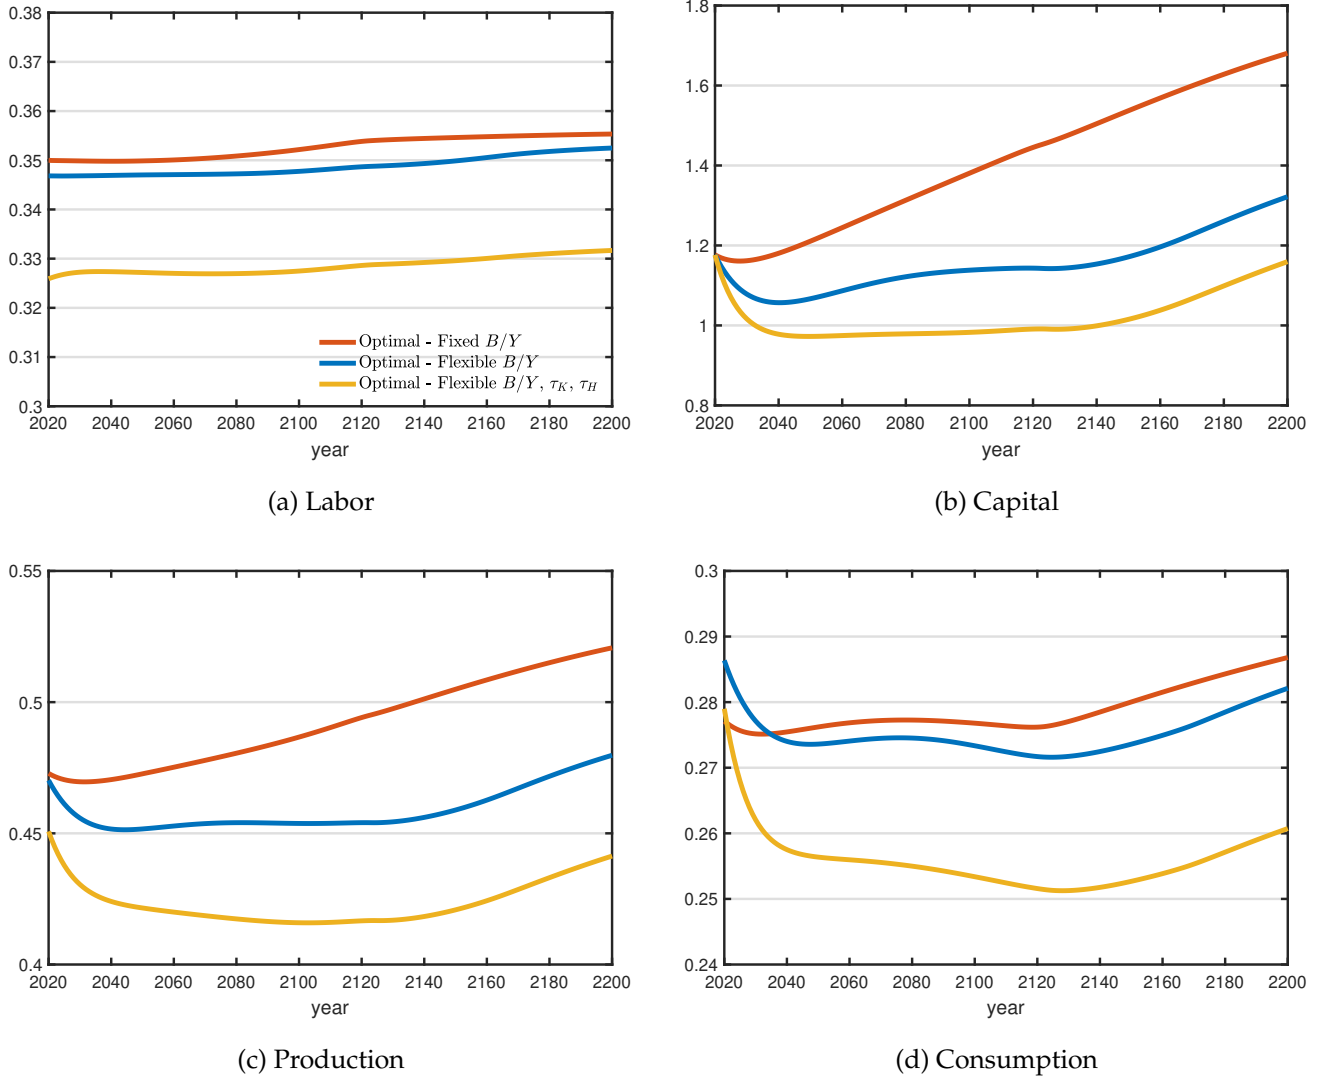 0.38
0.37
0.36
0.35
0.34
0.33
0.32
0.31
0.3
Optimal - Fixed B/Y
Optimal - Flexible B/Y
Optimal - Flexible B/Y, τK, τH
2020 2040 2060 2080 2100 2120 2140 2160 2180 2200
year
(a) Labor
1.8
1.6
1.4
1.2
1
0.8
2020 2040 2060 2080 2100 2120 2140 2160 2180 2200
year
(b) Capital
0.55
0.5
0.45
0.4
2020 2040 2060 2080 2100 2120 2140 2160 2180 2200
year
(c) Production
0.3
0.29
0.28
0.27
0.26
0.25
0.24
2020 2040 2060 2080 2100 2120 2140 2160 2180 2200
year
(d) Consumption